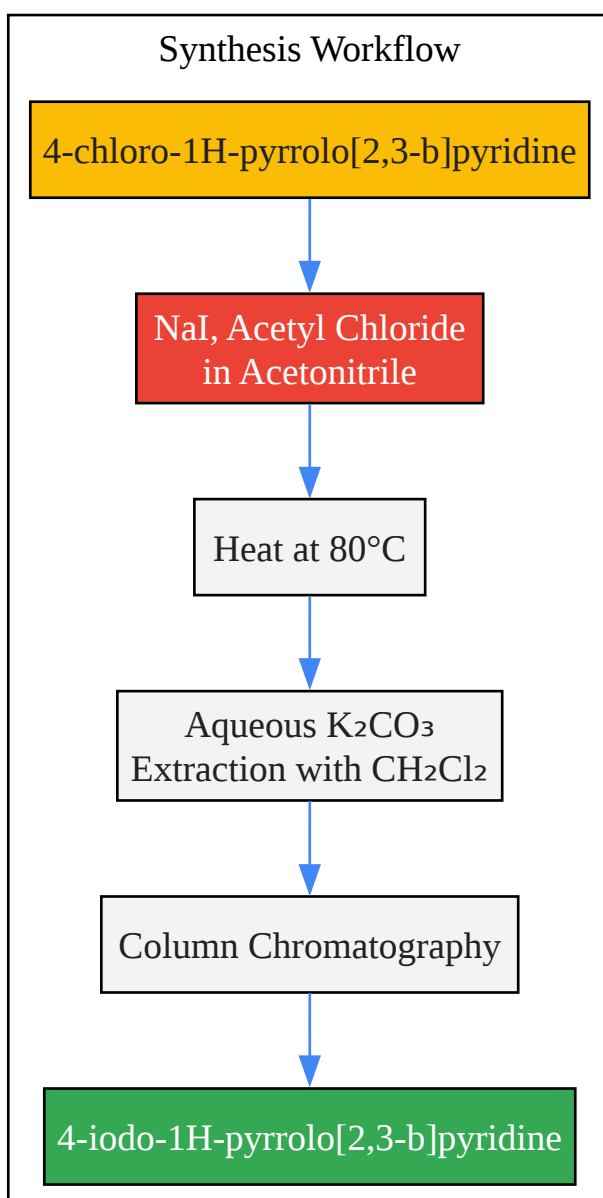 Synthesis Workflow
4-chloro-1H-pyrrolo[2,3-b]pyridine
NaI, Acetyl Chloride
in Acetonitrile
Heat at 80°C
Aqueous K₂CO₃
Extraction with CH₂Cl₂
Column Chromatography
4-iodo-1H-pyrrolo[2,3-b]pyridine